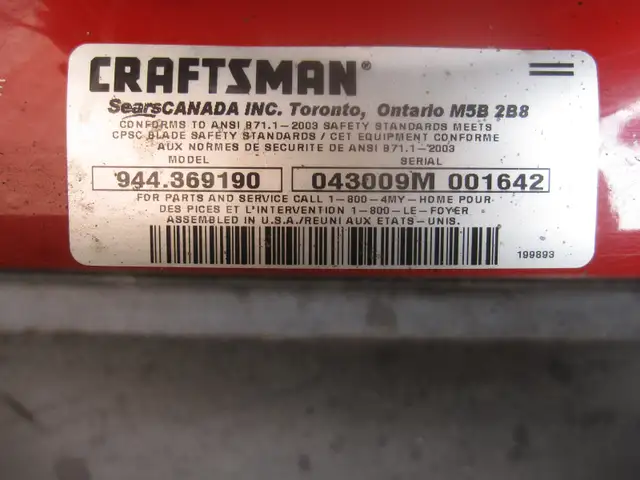 CRAFTSMAN®
Sears CANADA INC. Toronto, Ontario M5B 2B8
CONFORMS TO ANSI B71.1-2003 SAFETY STANDARDS MEETS
CPSC BLADE SAFETY STANDARDS / CET EQUIPMENT CONFORME
AUX NORMES DE SECURITE DE ANSI B71.1-2003
MODEL SERIAL
944.369190 043009M 001642
FOR PARTS AND SERVICE CALL 1-800-4MY-HOME POUR
DES PICES ET L'INTERVENTION 1-800-LE-FOYER
ASSEMBLED IN U.S.A./REUNI AUX ETATS-UNIS.
199893